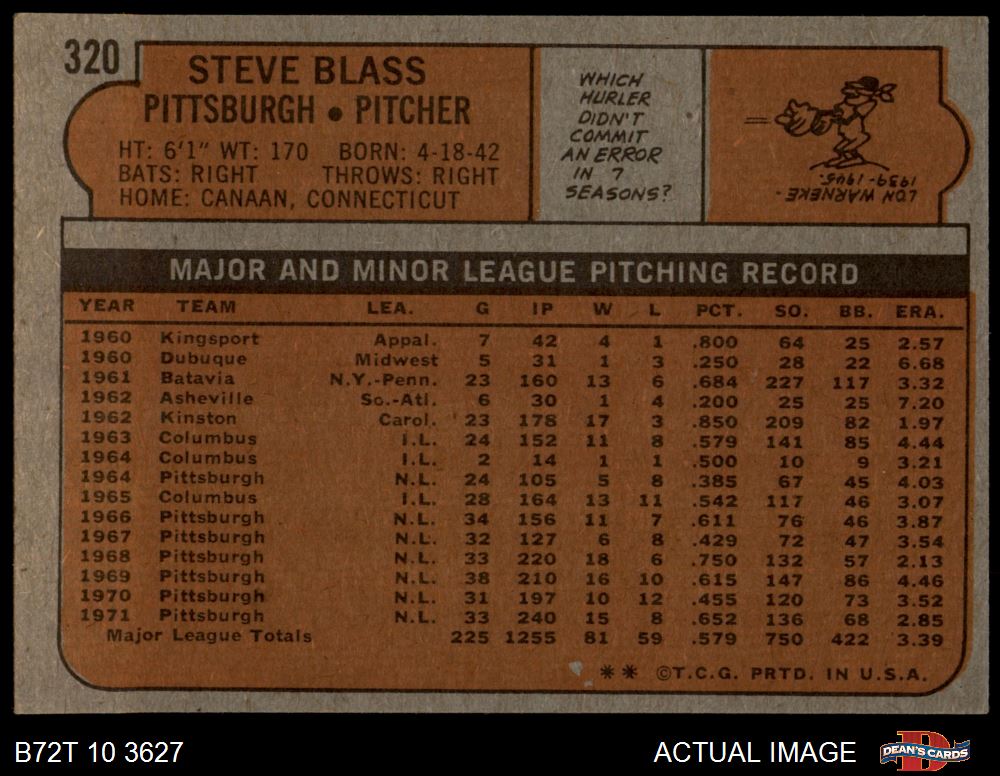 320
STEVE BLASS
PITTSBURGH • PITCHER
HT: 6'1" WT: 170 BORN: 4-18-42
BATS: RIGHT THROWS: RIGHT
HOME: CANAAN, CONNECTICUT
WHICH
HURLER
DIDN'T
COMMIT
AN ERROR
IN 7
SEASONS?
LON WARNEKE-
1939-1945.
MAJOR AND MINOR LEAGUE PITCHING RECORD
YEAR TEAM LEA. G IP W L PCT. SO. BB. ERA.
1960 Kingsport Appal. 7 42 4 1 .800 64 25 2.57
1960 Dubuque Midwest 5 31 1 3 .250 28 22 6.68
1961 Batavia N.Y.-Penn. 23 160 13 6 .684 227 117 3.32
1962 Asheville So.-Atl. 6 30 1 4 .200 25 25 7.20
1962 Kinston Carol. 23 178 17 3 .850 209 82 1.97
1963 Columbus I.L. 24 152 11 8 .579 141 85 4.44
1964 Columbus I.L. 2 14 1 1 .500 10 9 3.21
1964 Pittsburgh N.L. 24 105 5 8 .385 67 45 4.03
1965 Columbus I.L. 28 164 13 11 .542 117 46 3.07
1966 Pittsburgh N.L. 34 156 11 7 .611 76 46 3.87
1967 Pittsburgh N.L. 32 127 6 8 .429 72 47 3.54
1968 Pittsburgh N.L. 33 220 18 6 .750 132 57 2.13
1969 Pittsburgh N.L. 38 210 16 10 .615 147 86 4.46
1970 Pittsburgh N.L. 31 197 10 12 .455 120 73 3.52
1971 Pittsburgh N.L. 33 240 15 8 .652 136 68 2.85
Major League Totals 225 1255 81 59 .579 750 422 3.39
** ©T.C.G. PRTD. IN U.S.A.
B72T 10 3627
ACTUAL IMAGE
D
DEAN'S CARDS